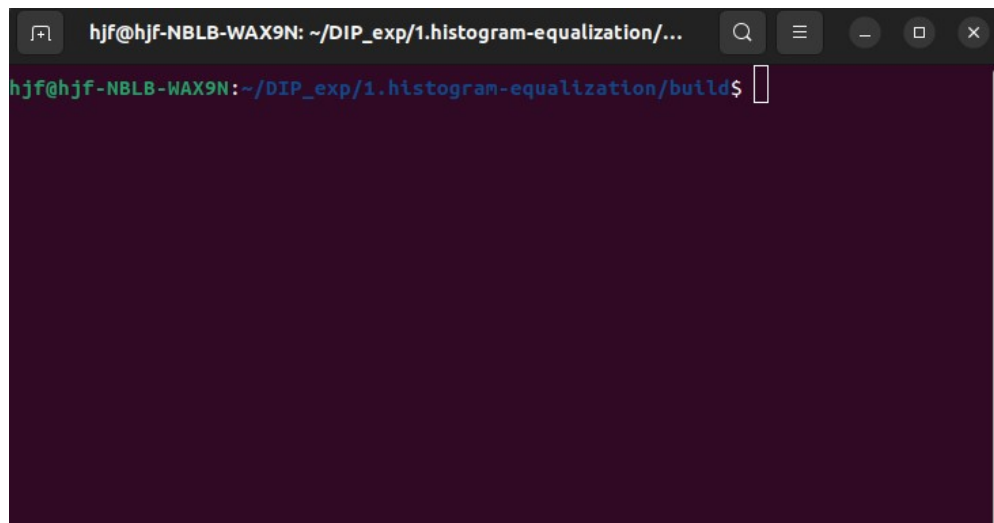 hjf@hjf-NBLB-WAX9N: ~/DIP_exp/1.histogram-equalization/...
hjf@hjf-NBLB-WAX9N:~/DIP_exp/1.histogram-equalization/build$